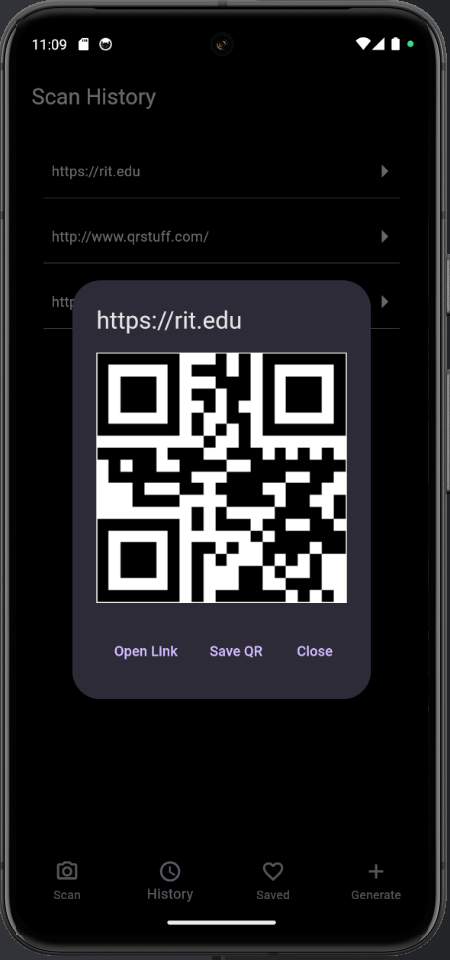 11:09
Scan History
https://rit.edu
http://www.qrstuff.com/
http
https://rit.edu
Open Link Save QR Close
Scan History Saved Generate